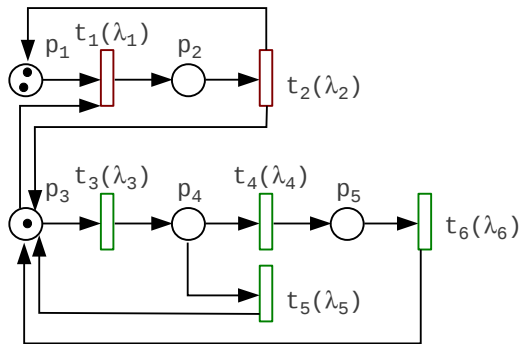 p₁ t₁(λ₁) p₂
t₂(λ₂)
p₃ t₃(λ₃) p₄ t₄(λ₄) p₅
t₆(λ₆)
t₅(λ₅)